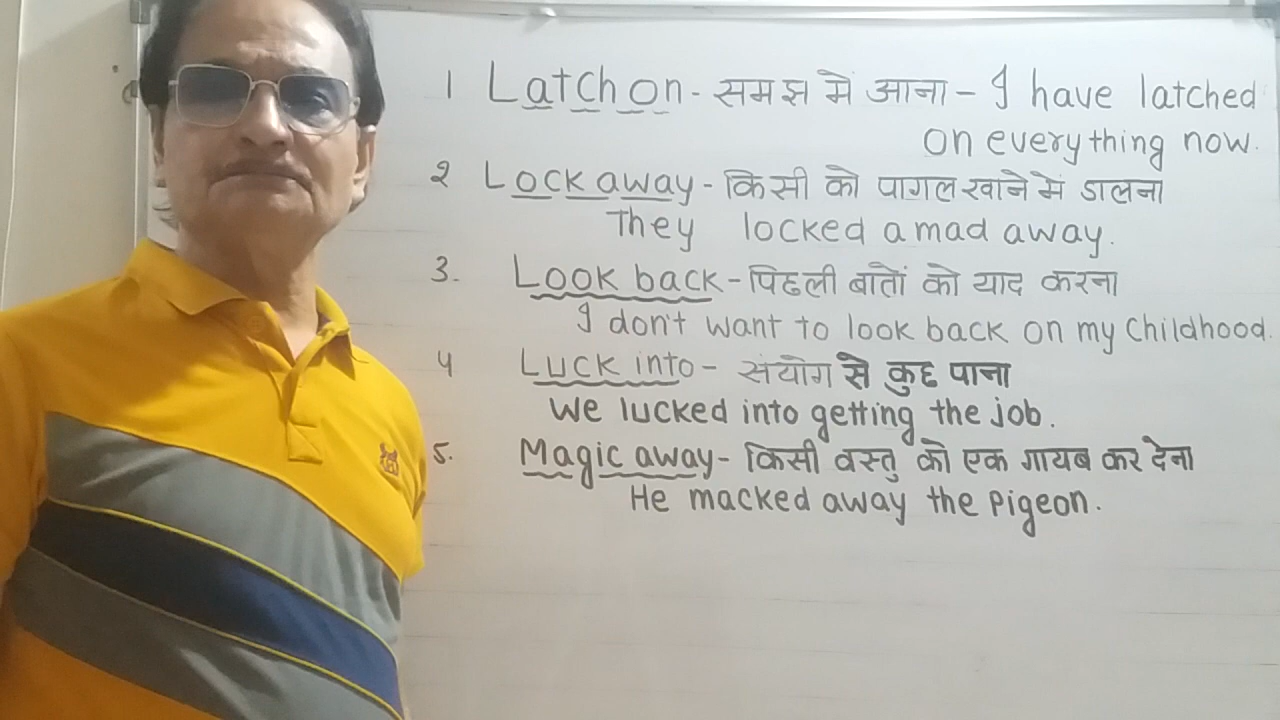 1 Latch on - समझ में आना - I have latched
on everything now.
2 Lock away - किसी को पागलखाने में डालना
They locked a mad away.
3. Look back - पिछली बातों को याद करना
I don't want to look back on my childhood.
4 Luck into - संयोग से कुछ पाना
We lucked into getting the job.
5. Magic away - किसी वस्तु को एक गायब कर देना
He macked away the pigeon.